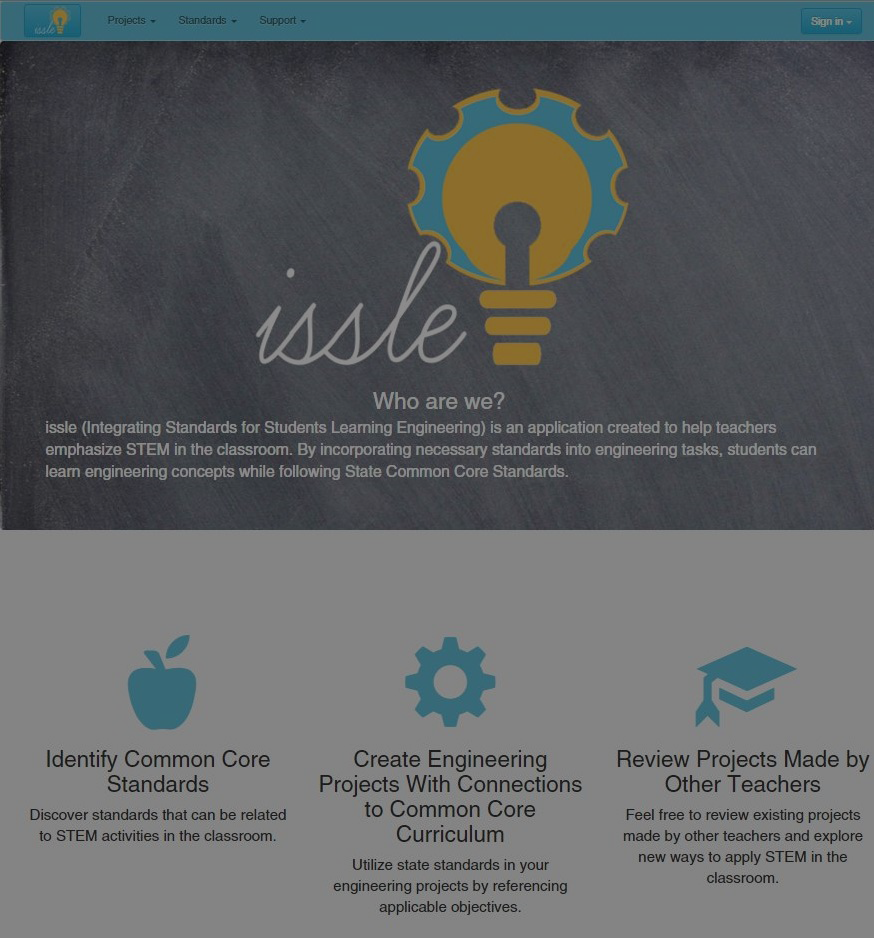 issle
Projects
Standards
Support
Sign in
issle
Who are we?
issle (Integrating Standards for Students Learning Engineering) is an application created to help teachers
emphasize STEM in the classroom. By incorporating necessary standards into engineering tasks, students can
learn engineering concepts while following State Common Core Standards.
Identify Common Core
Standards
Discover standards that can be related
to STEM activities in the classroom.
Create Engineering
Projects With Connections
to Common Core
Curriculum
Utilize state standards in your
engineering projects by referencing
applicable objectives.
Review Projects Made by
Other Teachers
Feel free to review existing projects
made by other teachers and explore
new ways to apply STEM in the
classroom.